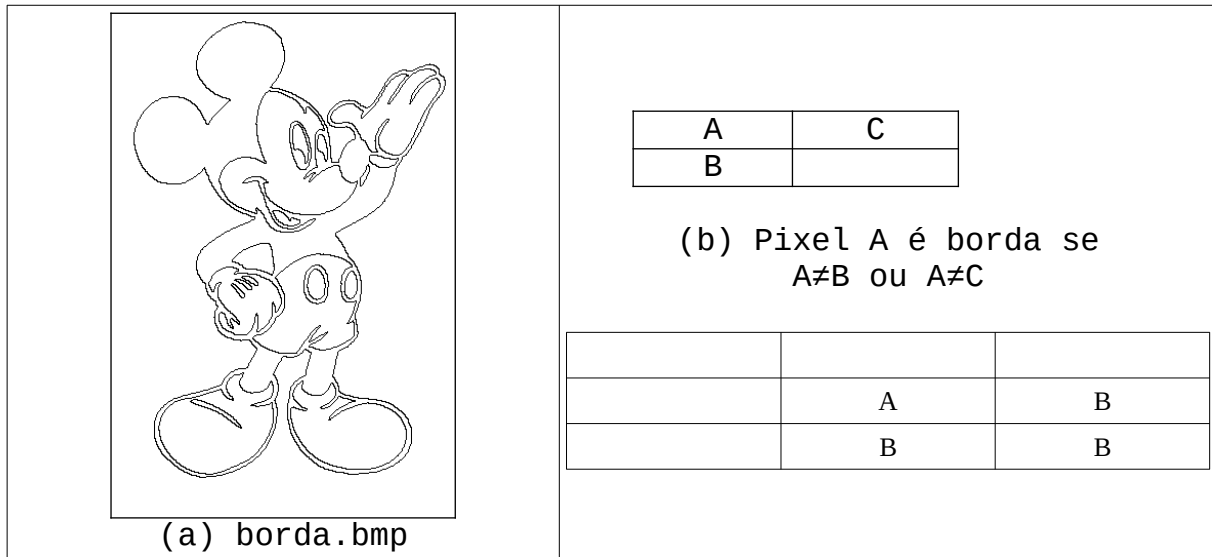 (a) borda.bmp
A C
B
(b) Pixel A é borda se
A≠B ou A≠C
A B
B B